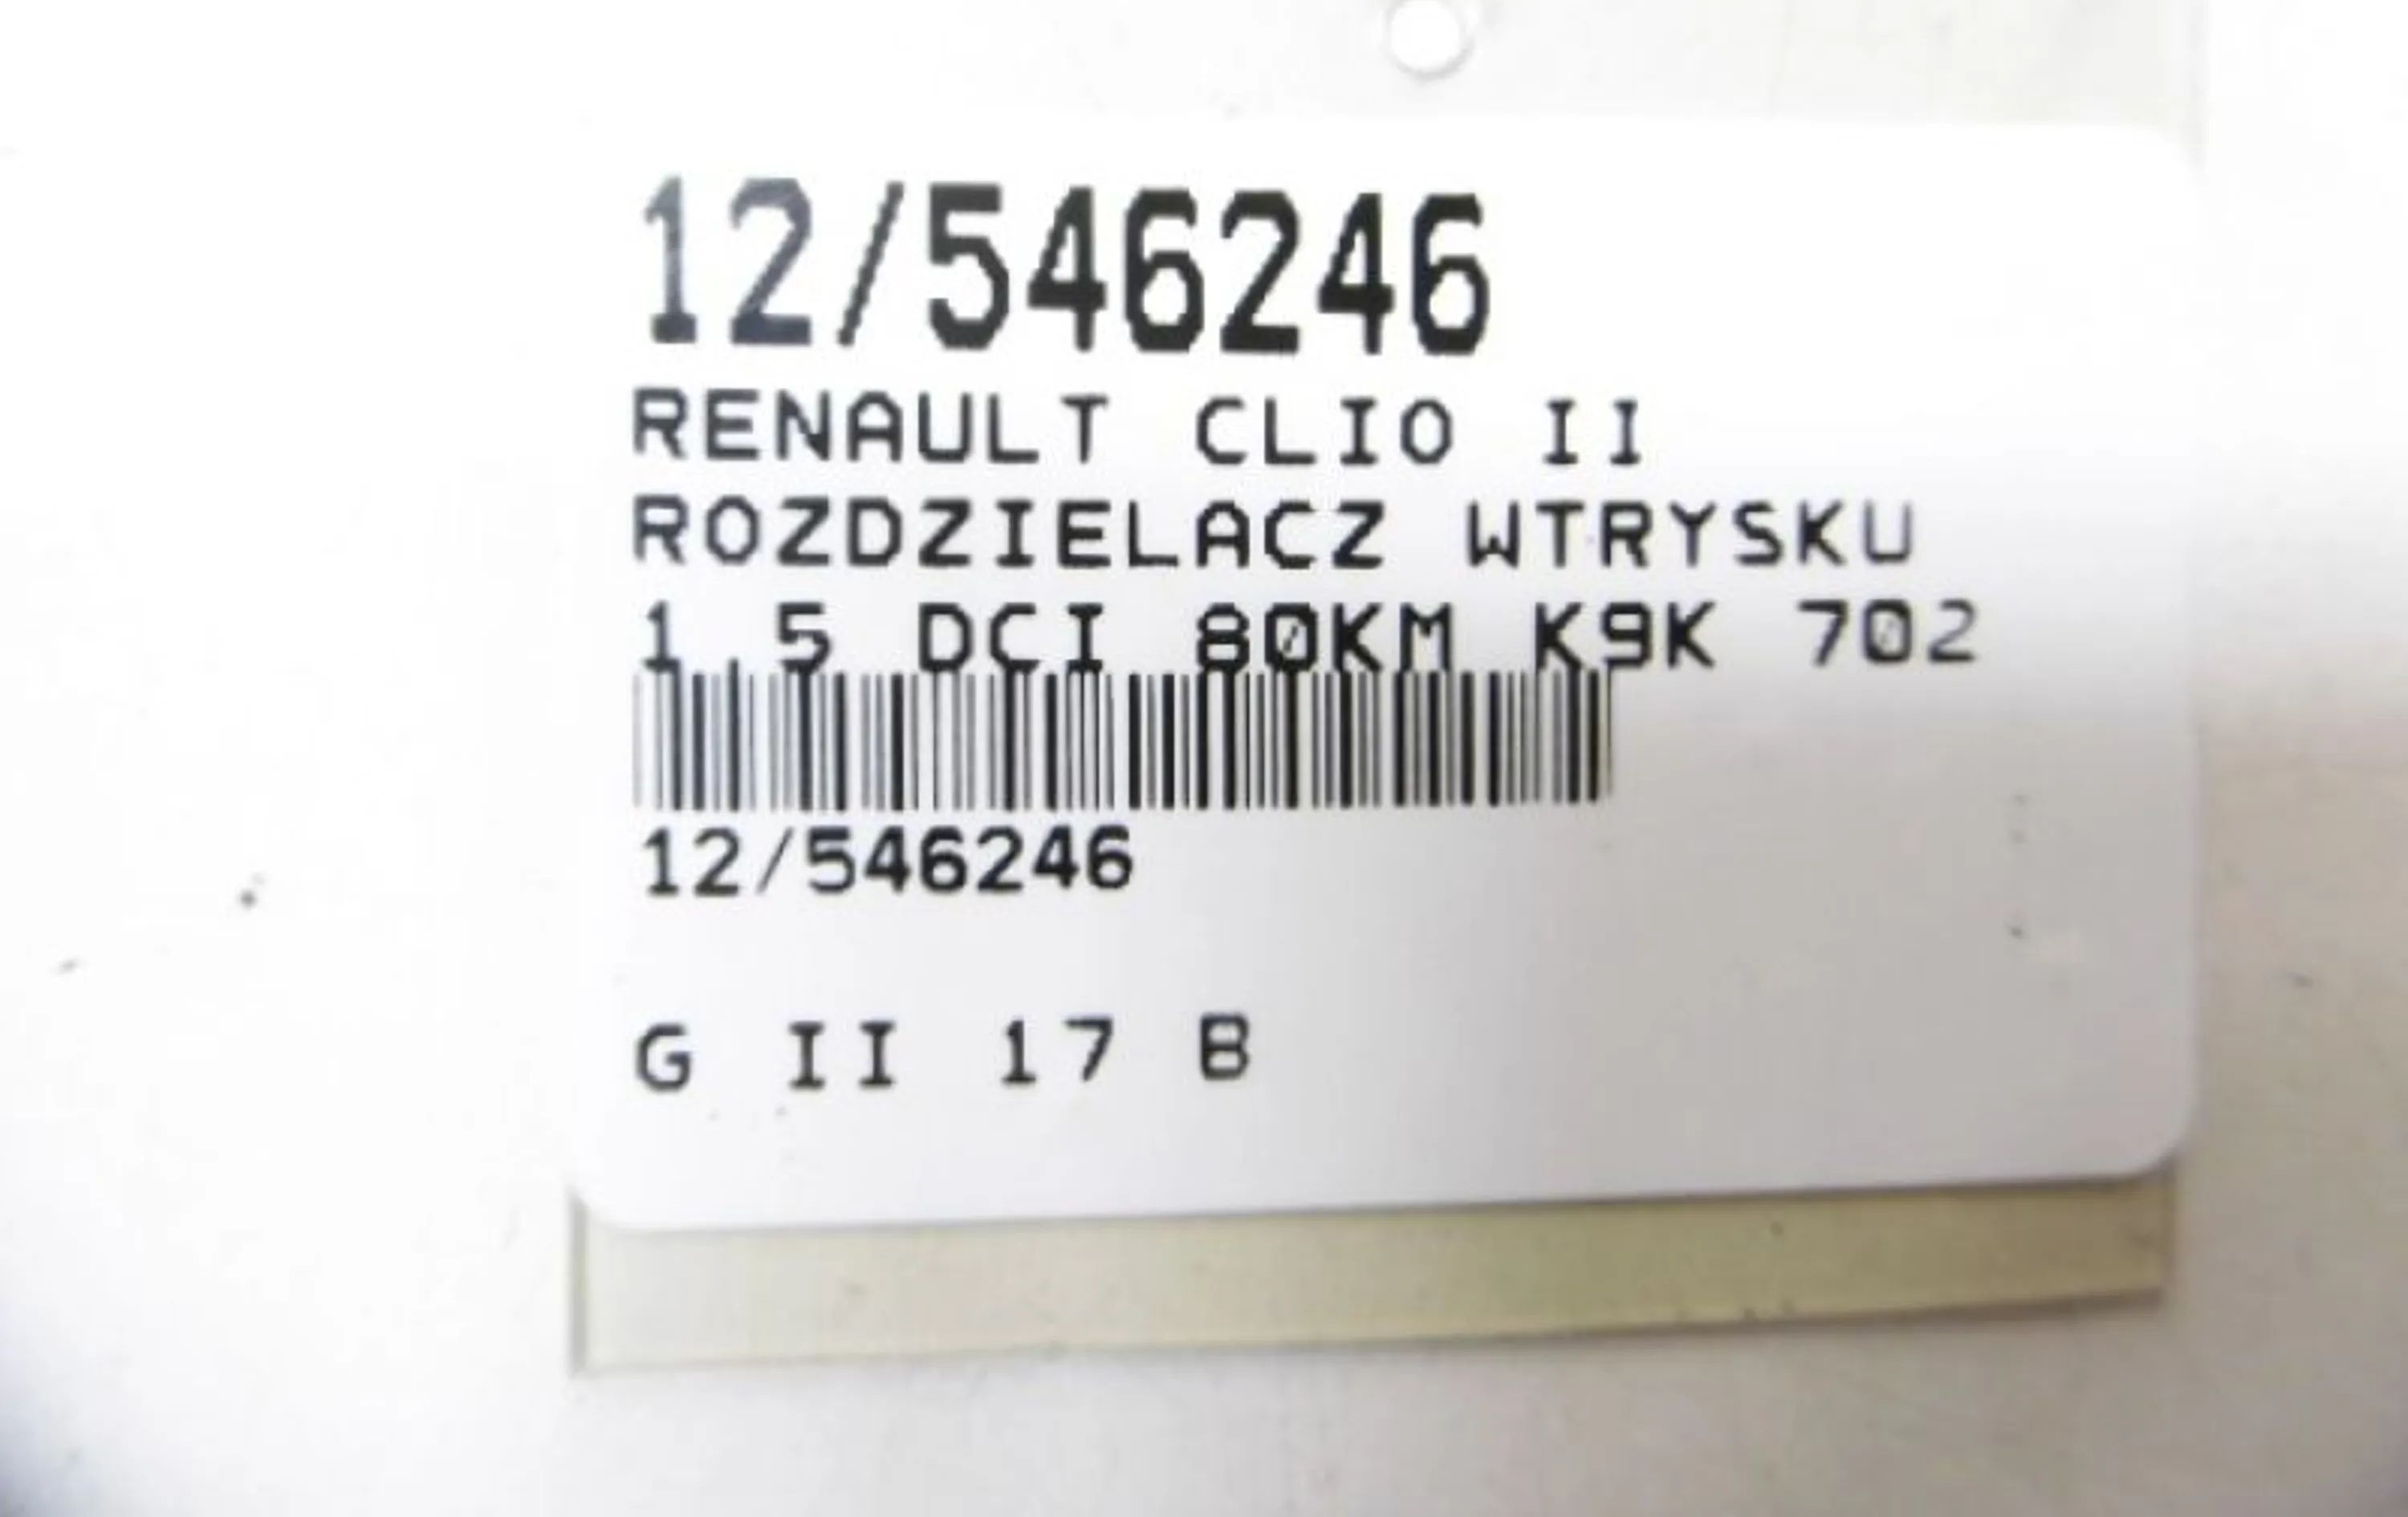 12/546246
RENAULT CLIO II
ROZDZIELACZ WTRYSKU
1,5 DCI 80KM K9K 702
12/546246
G II 17 B